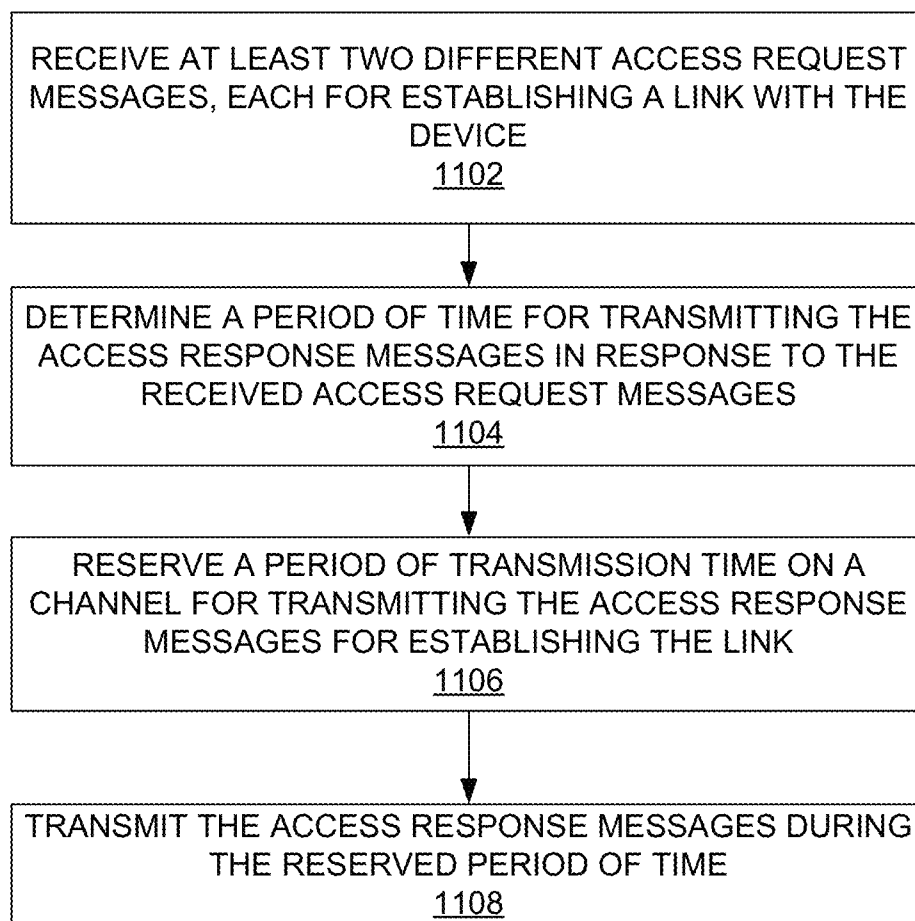 RECEIVE AT LEAST TWO DIFFERENT ACCESS REQUEST
MESSAGES, EACH FOR ESTABLISHING A LINK WITH THE
DEVICE
1102
DETERMINE A PERIOD OF TIME FOR TRANSMITTING THE
ACCESS RESPONSE MESSAGES IN RESPONSE TO THE
RECEIVED ACCESS REQUEST MESSAGES
1104
RESERVE A PERIOD OF TRANSMISSION TIME ON A
CHANNEL FOR TRANSMITTING THE ACCESS RESPONSE
MESSAGES FOR ESTABLISHING THE LINK
1106
TRANSMIT THE ACCESS RESPONSE MESSAGES DURING
THE RESERVED PERIOD OF TIME
1108